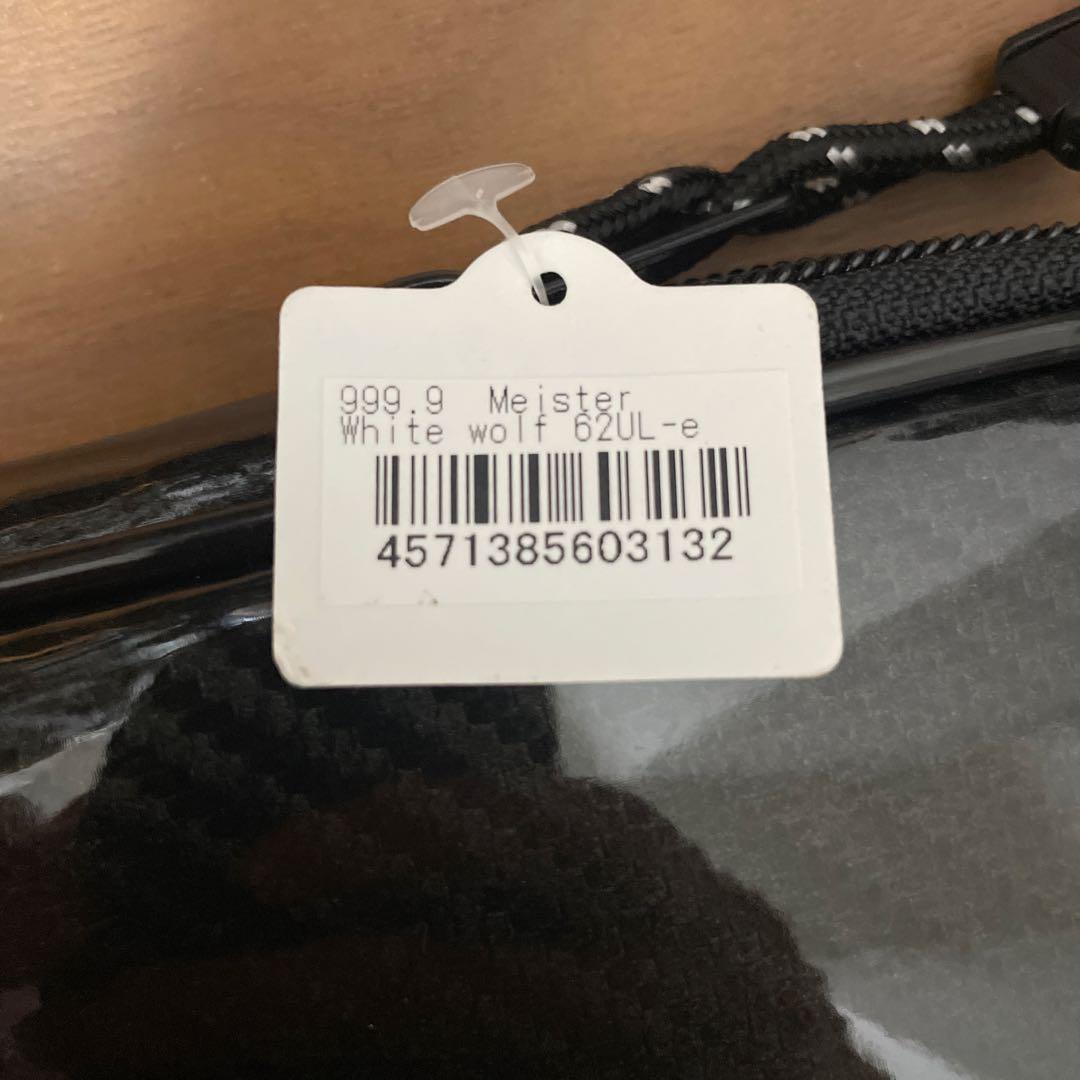 999.9 Meister
White wolf 62UL-e
4571385603132